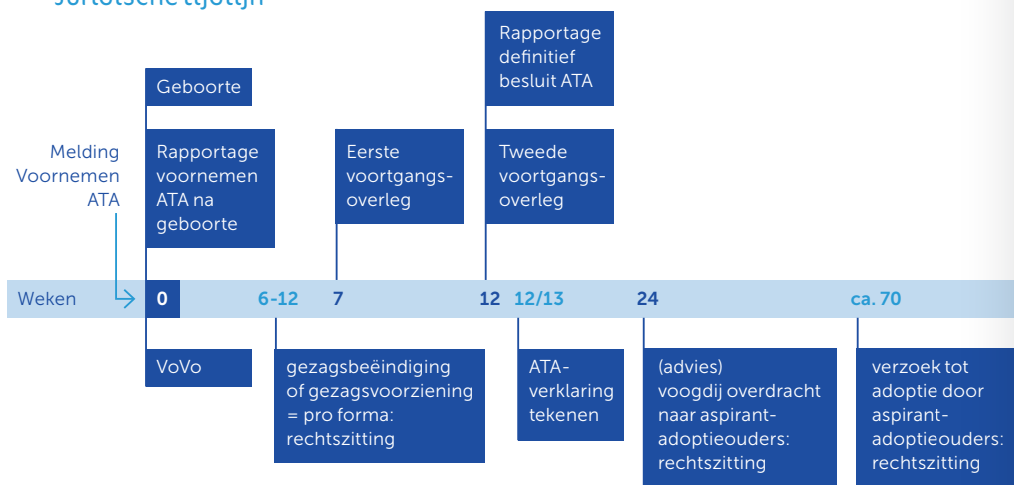 Geboorte
Rapportage
definitief
besluit ATA
Melding
Voornemen
ATA
Rapportage
voornemen
ATA na
geboorte
Eerste
voortgangs-
overleg
Tweede
voortgangs-
overleg
Weken 0 6-12 7 12 12/13 24 ca. 70
VoVo
gezagsbeëindiging
of gezagsvoorziening
= pro forma:
rechtszitting
ATA-
verklaring
tekenen
(advies)
voogdij overdracht
naar aspirant-
adoptieouders:
rechtszitting
verzoek tot
adoptie door
aspirant-
adoptieouders:
rechtszitting